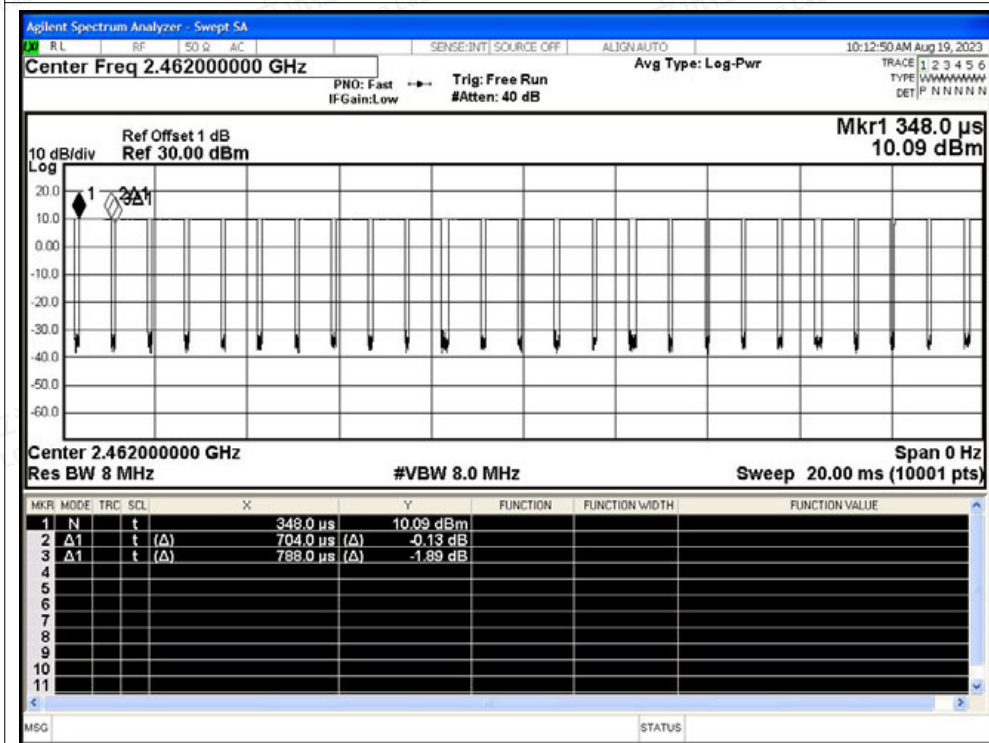 Agilent Spectrum Analyzer - Swept SA
RL RF 50 Ω AC SENSE:INT SOURCE OFF ALIGN AUTO 10:12:50 AM Aug 19, 2023
Center Freq 2.462000000 GHz Avg Type: Log-Pwr TRACE 1 2 3 4 5 6
PNO: Fast Trig: Free Run TYPE WWWWWW
IFGain:Low #Atten: 40 dB DET P N N N N N
Mkr1 348.0 µs
Ref Offset 1 dB
10 dB/div Ref 30.00 dBm 10.09 dBm
Log
20.0
1 2Δ1
3Δ1
10.0
0.00
-10.0
-20.0
-30.0
-40.0
-50.0
-60.0
Center 2.462000000 GHz Span 0 Hz
Res BW 8 MHz #VBW 8.0 MHz Sweep 20.00 ms (10001 pts)
MKR MODE TRC SCL X Y FUNCTION FUNCTION WIDTH FUNCTION VALUE
1 N t 348.0 µs 10.09 dBm
2 Δ1 t (Δ) 704.0 µs (Δ) -0.13 dB
3 Δ1 t (Δ) 788.0 µs (Δ) -1.89 dB
4
5
6
7
8
9
10
11
MSG STATUS